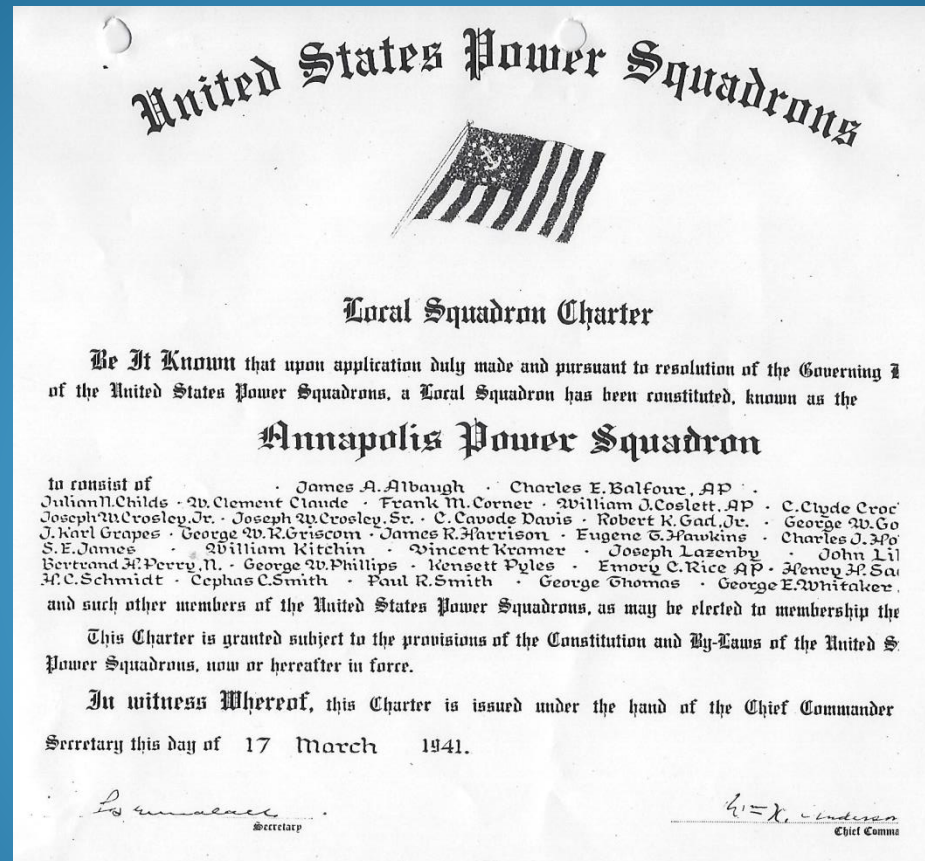 United States Power Squadrons
Local Squadron Charter
Be It Known that upon application duly made and pursuant to resolution of the Governing
of the United States Power Squadrons, a Local Squadron has been constituted, known as the
Annapolis Power Squadron
to consist of · James A. Albaugh · Charles E. Balfour, AP ·
Julian N. Childs · W. Clement Claude · Frank M. Corner · William J. Coslett, AP · C. Clyde Croc
Joseph W. Crosley, Jr. · Joseph W. Crosley, Sr. · C. Cavode Davis · Robert K. Gad, Jr. · George W. Go
J. Karl Grapes · George W. R. Griscom · James R. Harrison · Eugene G. Hawkins · Charles J. Ho
S. E. James · William Kitchin · Vincent Kramer · Joseph Lazenby · John Lil
Bertrand H. Perry, N. · George W. Phillips · Kensett Pyles · Emory C. Rice AP · Henry H. Sa
H. C. Schmidt · Cephas C. Smith · Paul R. Smith · George Thomas · George E. Whitaker,
and such other members of the United States Power Squadrons, as may be elected to membership the
This Charter is granted subject to the provisions of the Constitution and By-Laws of the United S
Power Squadrons, now or hereafter in force.
In witness Whereof, this Charter is issued under the hand of the Chief Commander
Secretary this day of 17 March 1941.
Anderson
Secretary
Chief Comma